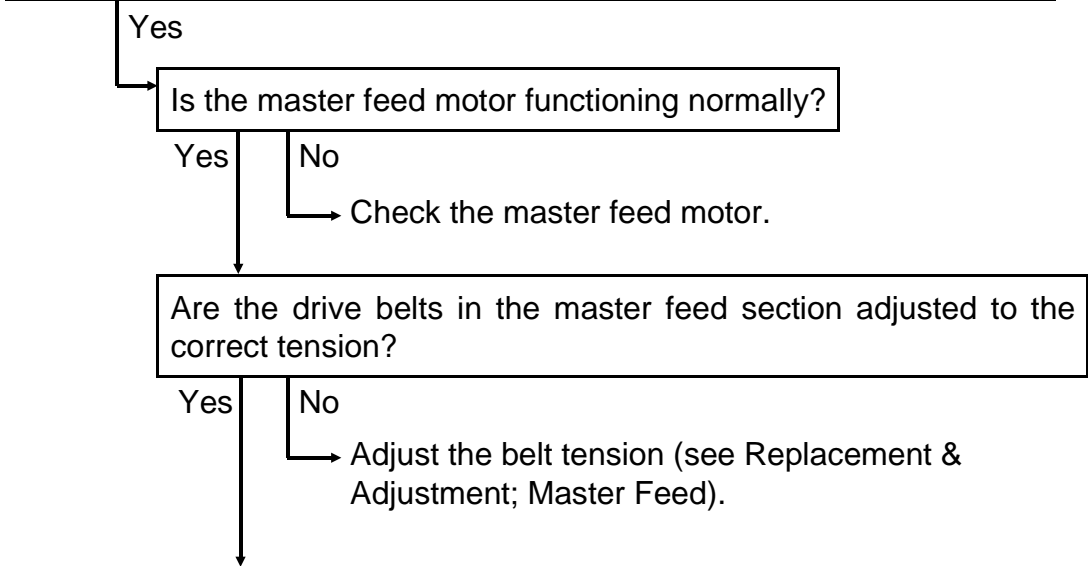 Yes
Is the master feed motor functioning normally?
Yes No
Check the master feed motor.
Are the drive belts in the master feed section adjusted to the
correct tension?
Yes No
Adjust the belt tension (see Replacement &
Adjustment; Master Feed).